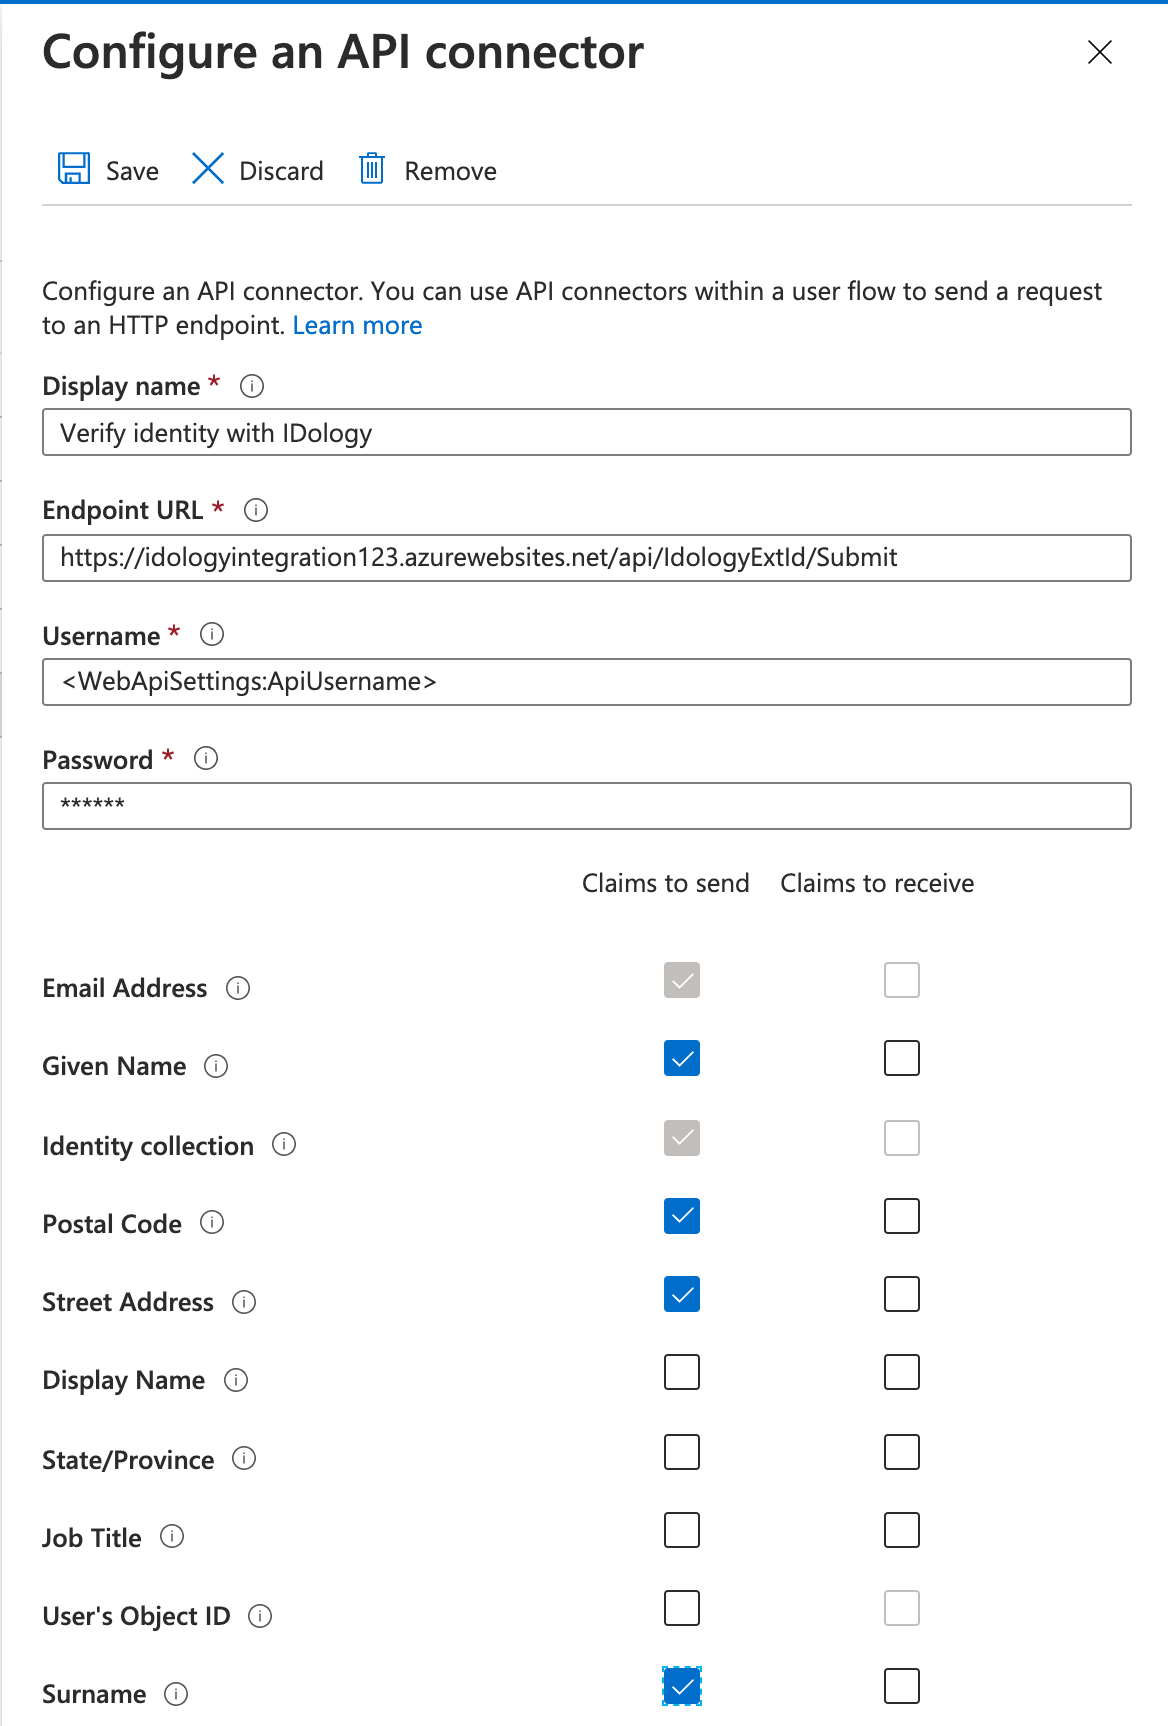 Configure an API connector
Save Discard Remove
Configure an API connector. You can use API connectors within a user flow to send a request
to an HTTP endpoint. Learn more
Display name *
Verify identity with IDology
Endpoint URL *
https://idologyintegration123.azurewebsites.net/api/IdologyExtId/Submit
Username *
<WebApiSettings:ApiUsername>
Password *
******
Claims to send Claims to receive
Email Address
Given Name
Identity collection
Postal Code
Street Address
Display Name
State/Province
Job Title
User's Object ID
Surname